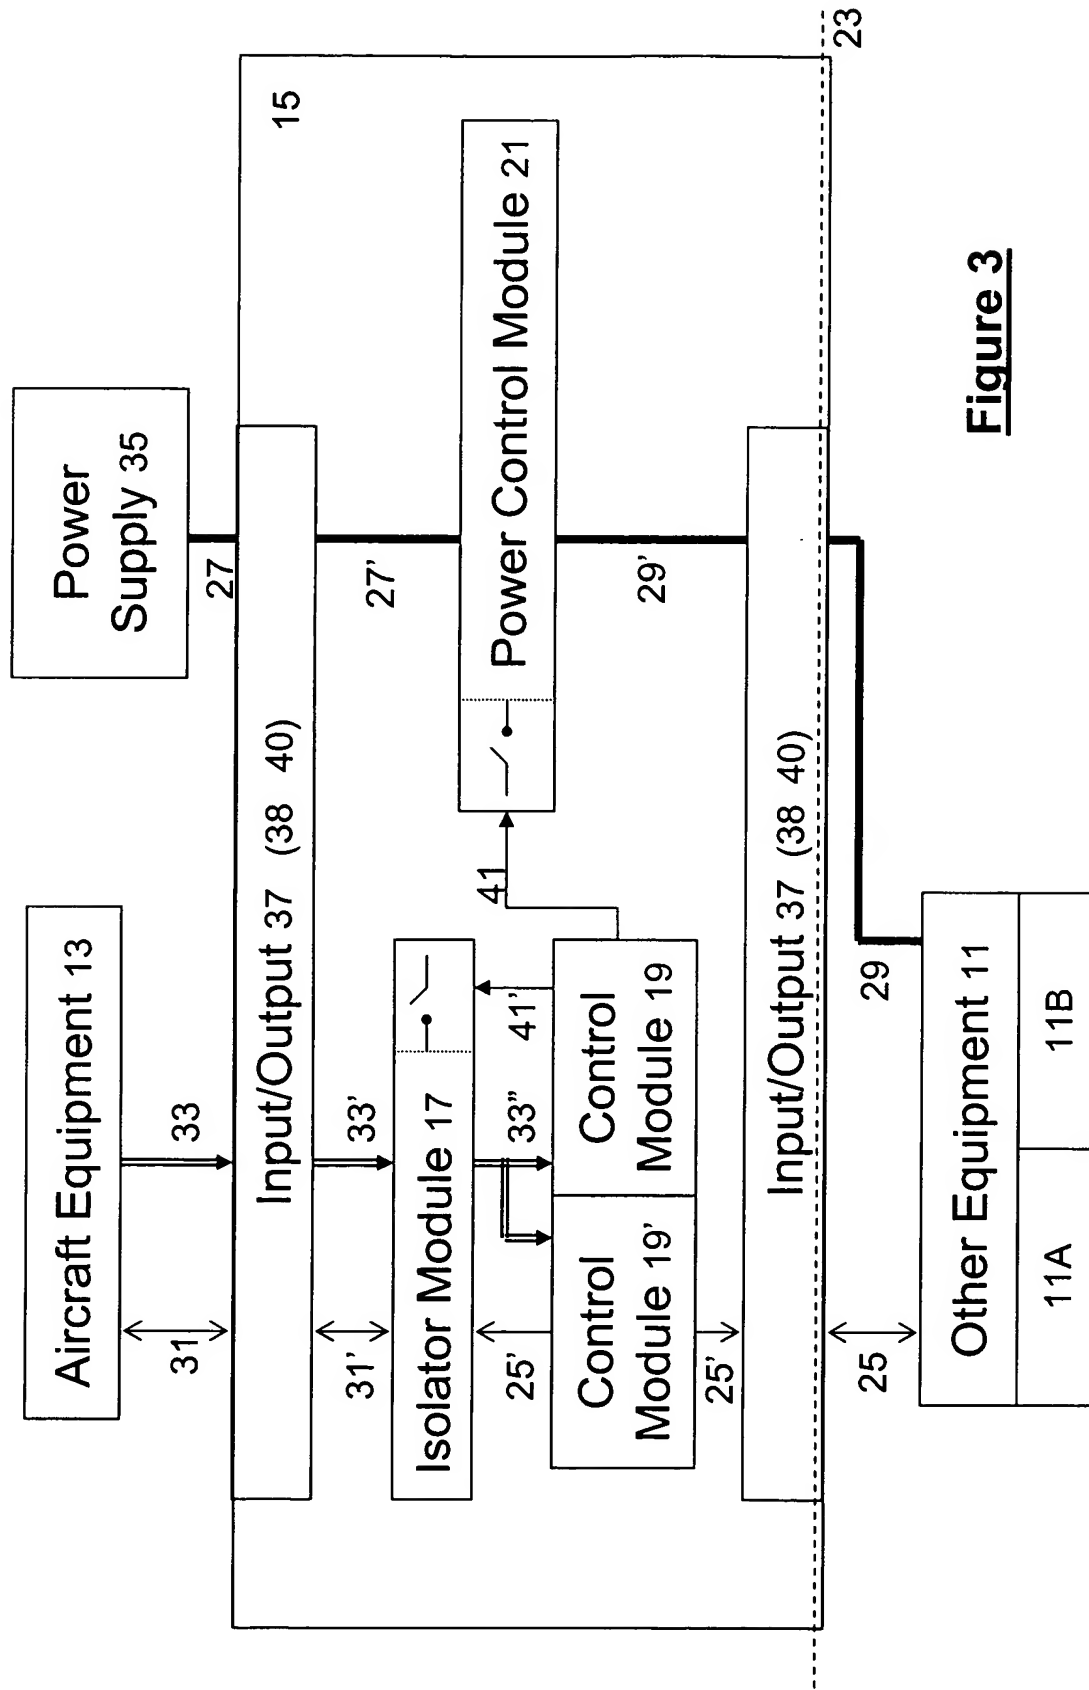 Aircraft Equipment 13
Power
Supply 35
31
33
27
15
Input/Output 37 (38 40)
31'
33'
27'
Isolator Module 17
41
Power Control Module 21
25'
33"
41'
Control
Module 19'
Control
Module 19
25'
29'
Input/Output 37 (38 40)
23
25
29
Other Equipment 11
11A
11B
Figure 3